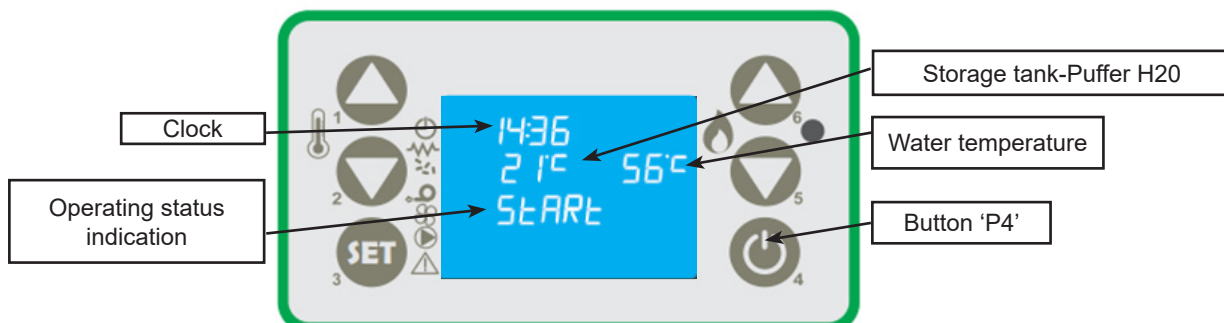 Storage tank-Puffer H20
Clock
1
6
14:36
Water temperature
21°C 56°C
2
5
Operating status
indication
StARt
Button ‘P4’
SET
3
4